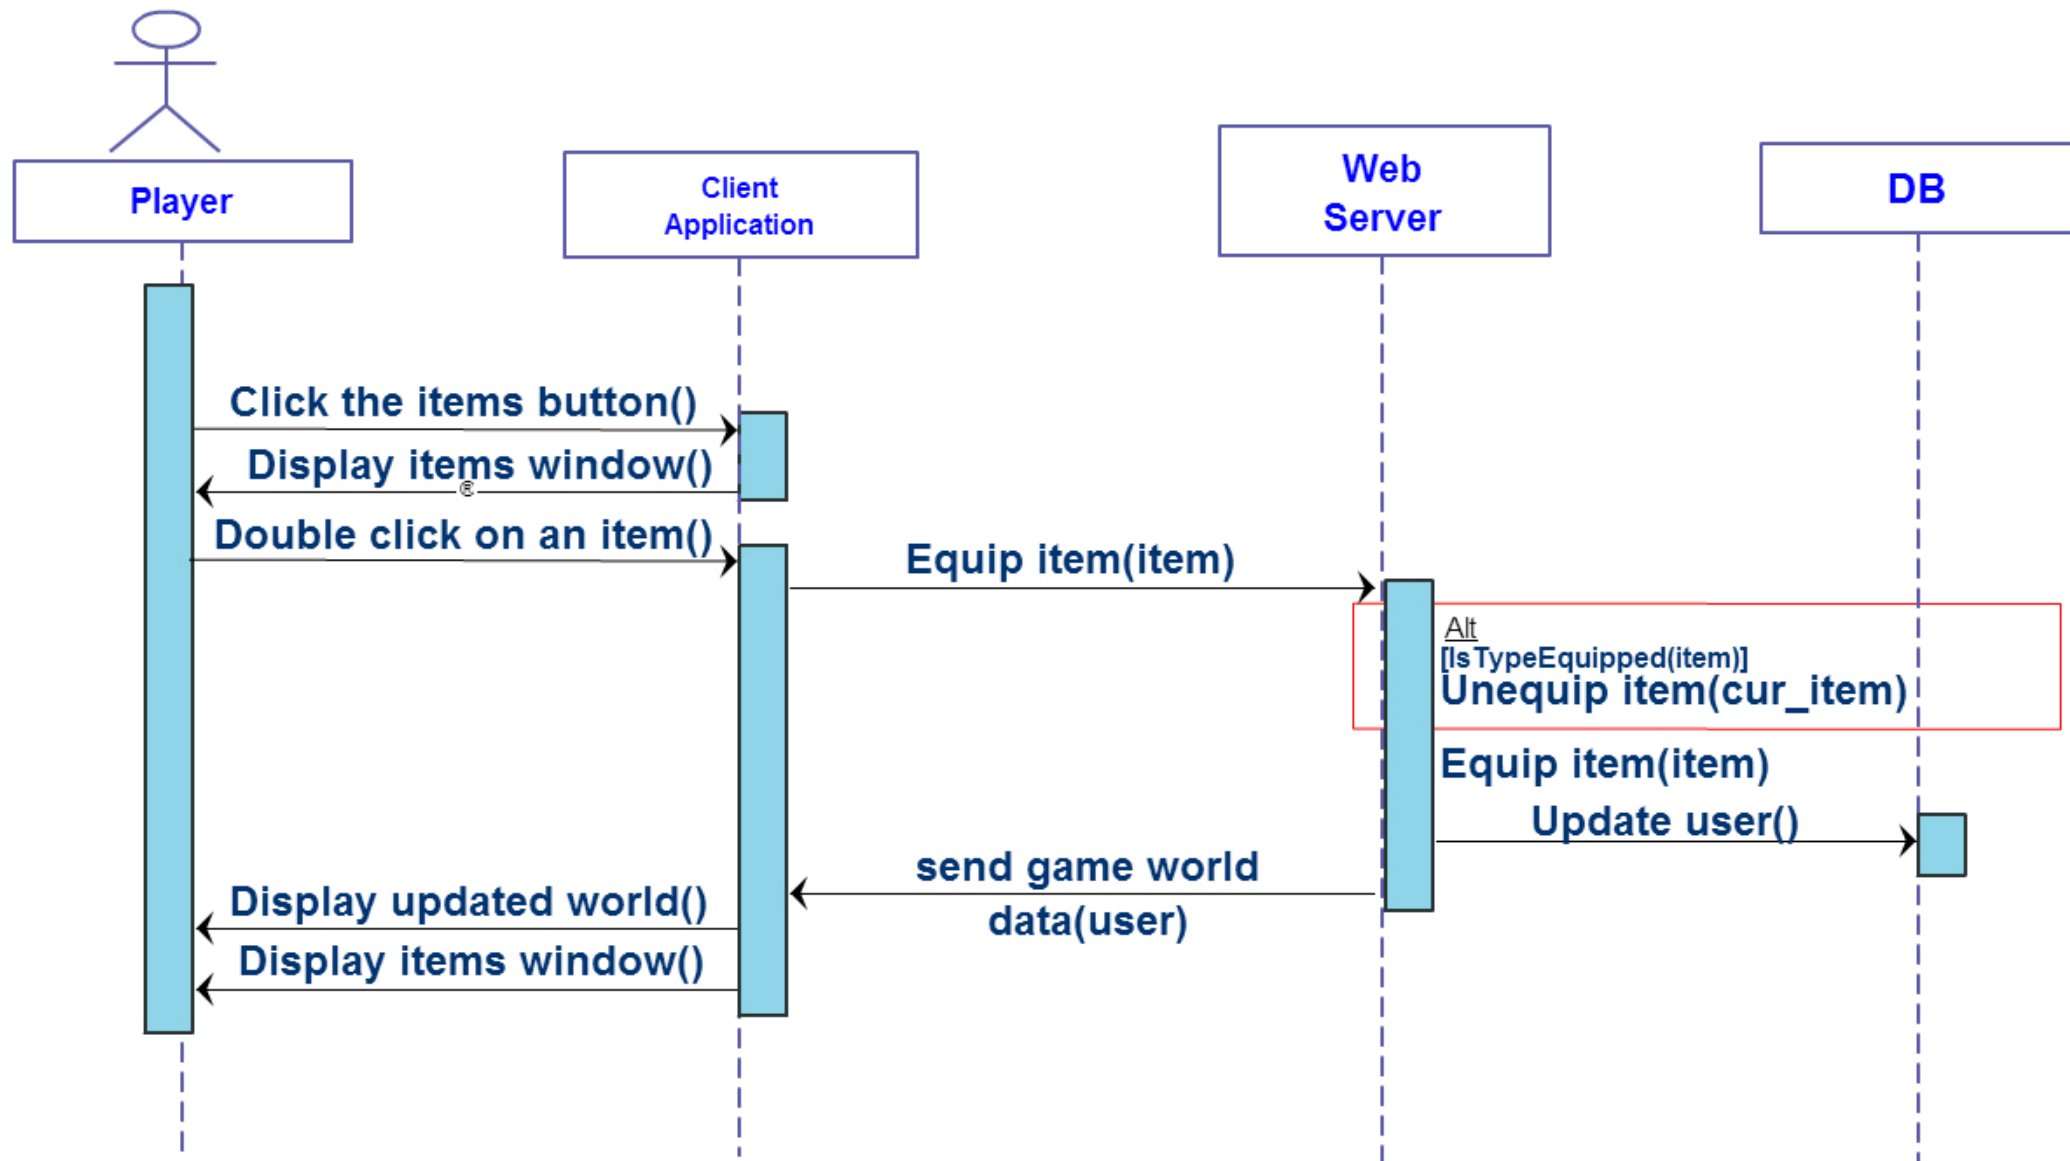 Player
Client
Application
Web
Server
DB
Click the items button()
Display items window()
®
Double click on an item()
Equip item(item)
Alt
[IsTypeEquipped(item)]
Unequip item(cur_item)
Equip item(item)
Update user()
send game world
data(user)
Display updated world()
Display items window()